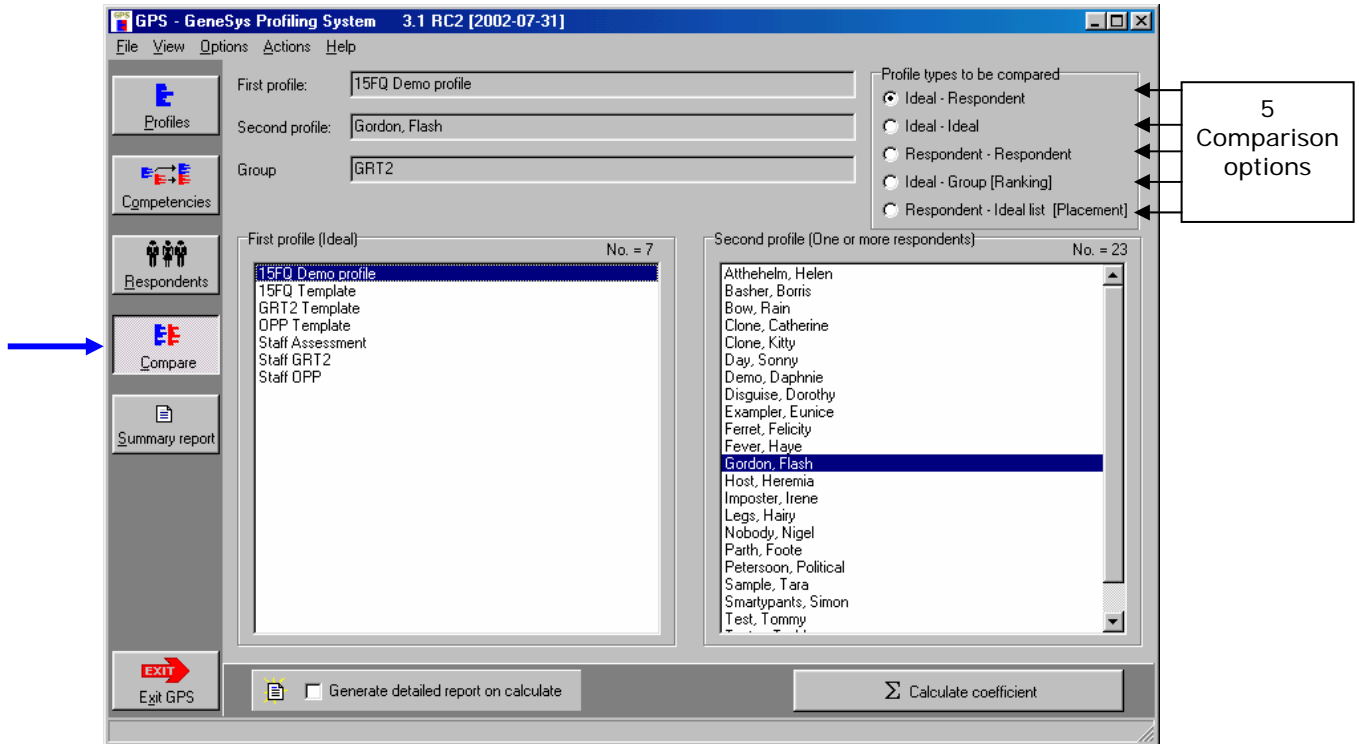 GPS - GeneSys Profiling System 3.1 RC2 [2002-07-31]
File View Options Actions Help
Profiles
Competencies
Respondents
Compare
Summary report
EXIT
Exit GPS
First profile: 15FQ Demo profile
Second profile: Gordon, Flash
Group GRT2
Profile types to be compared
Ideal - Respondent
Ideal - Ideal
Respondent - Respondent
Ideal - Group [Ranking]
Respondent - Ideal list [Placement]
5
Comparison
options
First profile (Ideal) No. = 7
15FQ Demo profile
15FQ Template
GRT2 Template
OPP Template
Staff Assessment
Staff GRT2
Staff OPP
Second profile (One or more respondents) No. = 23
Atthehelm, Helen
Basher, Borris
Bow, Rain
Clone, Catherine
Clone, Kitty
Day, Sonny
Demo, Daphnie
Disguise, Dorothy
Exampler, Eunice
Ferret, Felicity
Fever, Haye
Gordon, Flash
Host, Heremia
Imposter, Irene
Legs, Hairy
Nobody, Nigel
Parth, Foote
Petersoon, Political
Sample, Tara
Smartypants, Simon
Test, Tommy
Generate detailed report on calculate
Σ Calculate coefficient